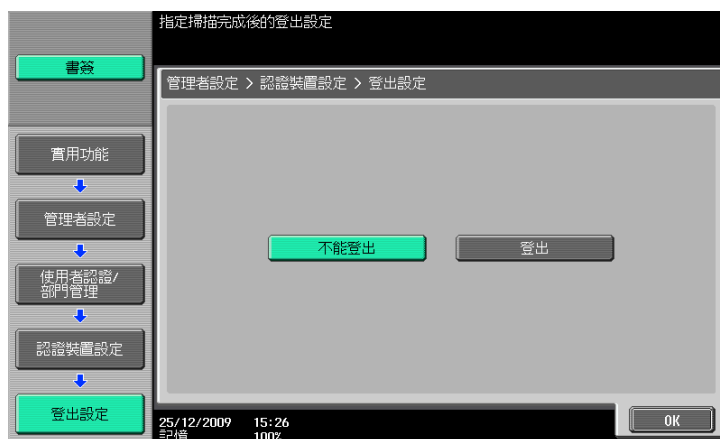 指定掃描完成後的登出設定
書簽
管理者設定 > 認證裝置設定 > 登出設定
實用功能
管理者設定
不能登出
登出
使用者認證/
部門管理
認證裝置設定
登出設定
25/12/2009 15:26
記憶 100%
OK